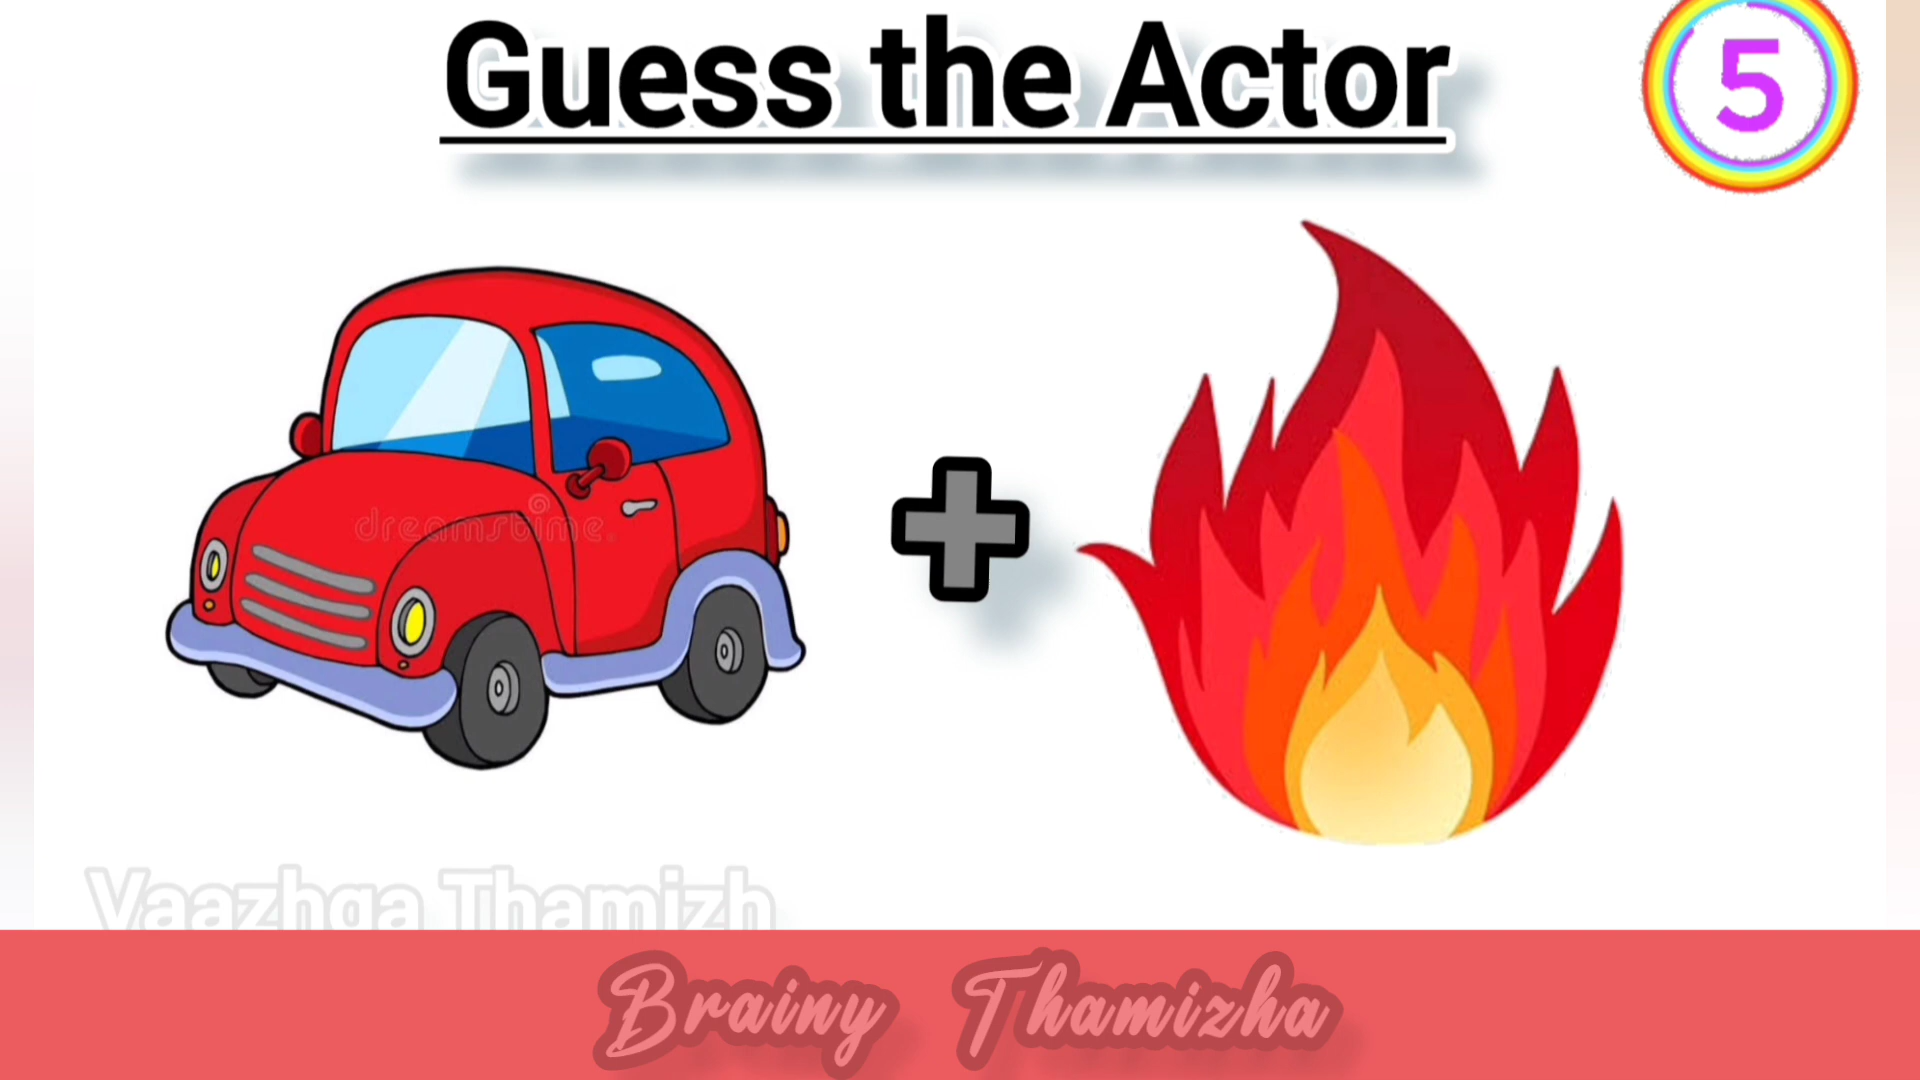 Guess the Actor
5
dreamstime.
Vaazhga Thamizh
Brainy Thamizha